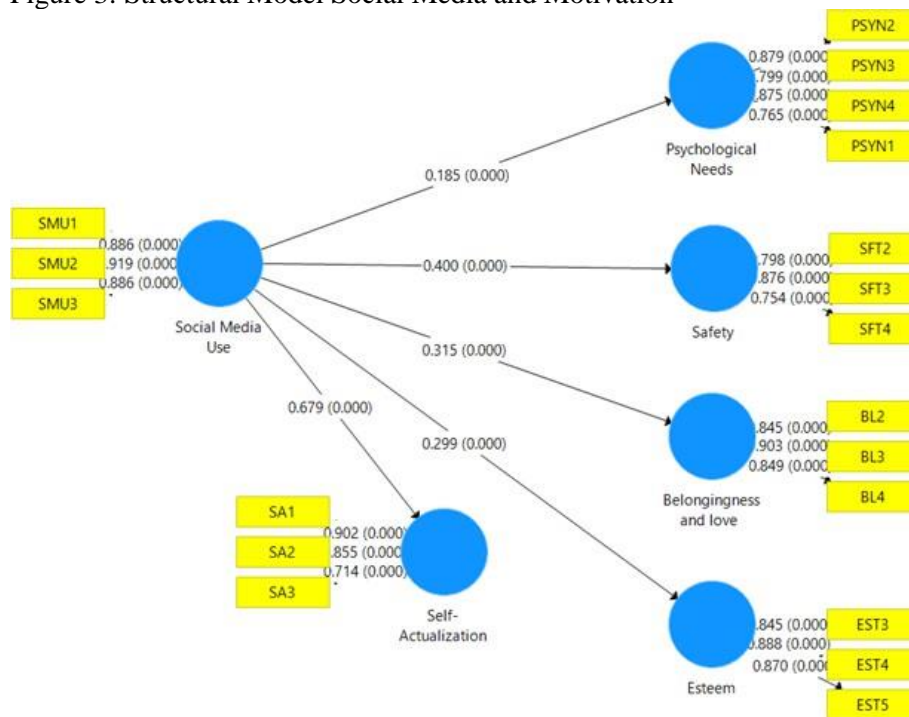 Figure 3. Structural Model Social Media and Motivation
PSYN2
0.879 (0.000)
.799 (0.000
PSYN3
.875 (0.000
PSYN4
0.765 (0.000)
PSYN1
Psychological
Needs
0.185 (0.000)
SMU1
0.886 (0.000)
SMU2
.919 (0.000
0.886 (0.000)
SMU3
Social Media
Use
0.400 (0.000)
.798 (0.000)
SFT2
.876 (0.000
SFT3
0.754 (0.000
SFT4
Safety
0.315 (0.000)
0.679 (0.000)
0.299 (0.000)
.845 (0.000)
BL2
.903 (0.000
BL3
0.849 (0.000)
BL4
Belongingness
and love
SA1
0.902 (0.000)
SA2
.855 (0.000
0.714 (0.000)
SA3
Self-
Actualization
.845 (0.000
EST3
0.888 (0.000)
EST4
0.870 (0.000
EST5
Esteem